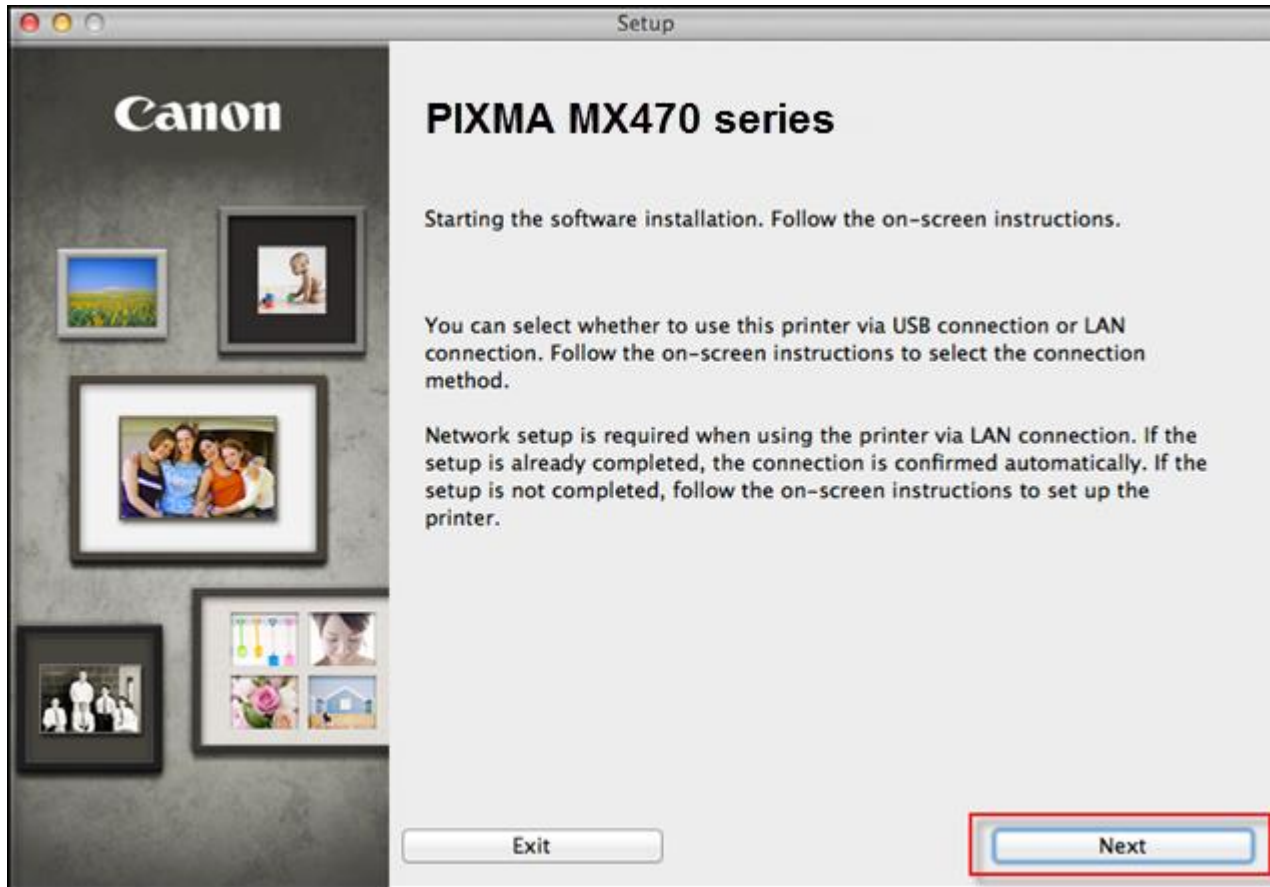 Setup
Canon
PIXMA MX470 series
Starting the software installation. Follow the on-screen instructions.
You can select whether to use this printer via USB connection or LAN
connection. Follow the on-screen instructions to select the connection
method.
Network setup is required when using the printer via LAN connection. If the
setup is already completed, the connection is confirmed automatically. If the
setup is not completed, follow the on-screen instructions to set up the
printer.
Exit
Next